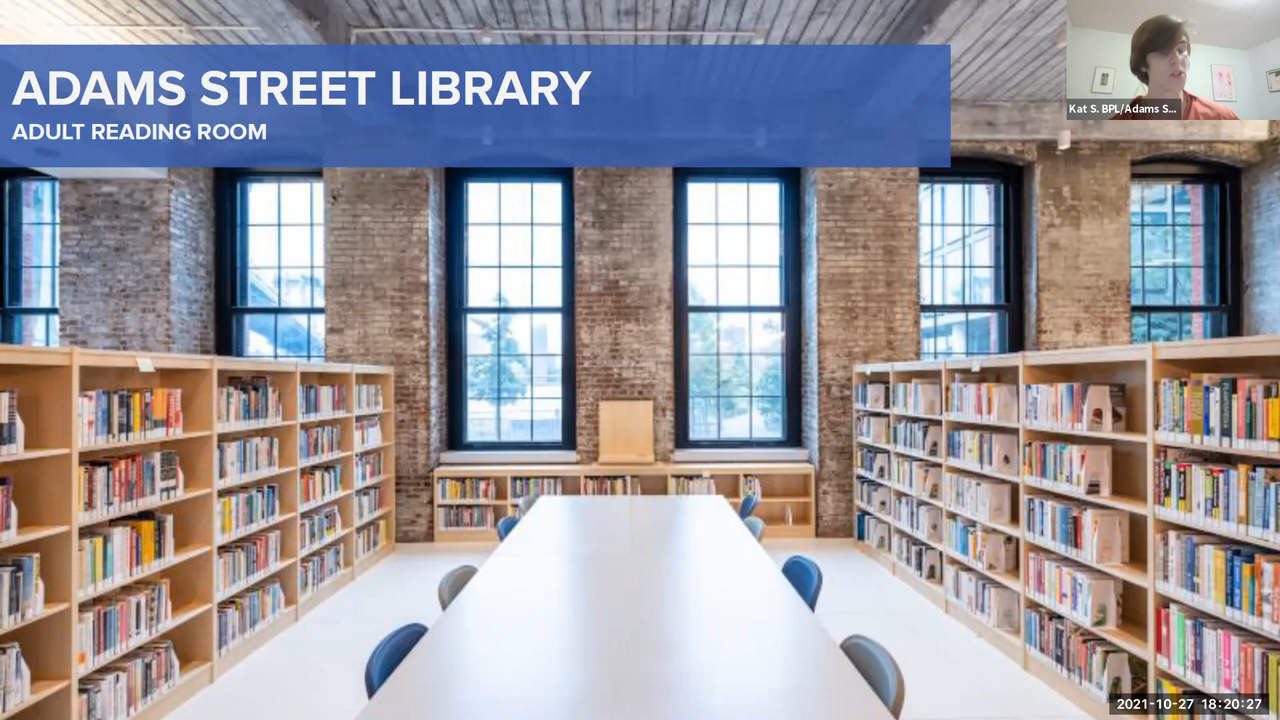 ADAMS STREET LIBRARY
ADULT READING ROOM
Kat S. BPL/Adams S...
2021-10-27 18:20:27